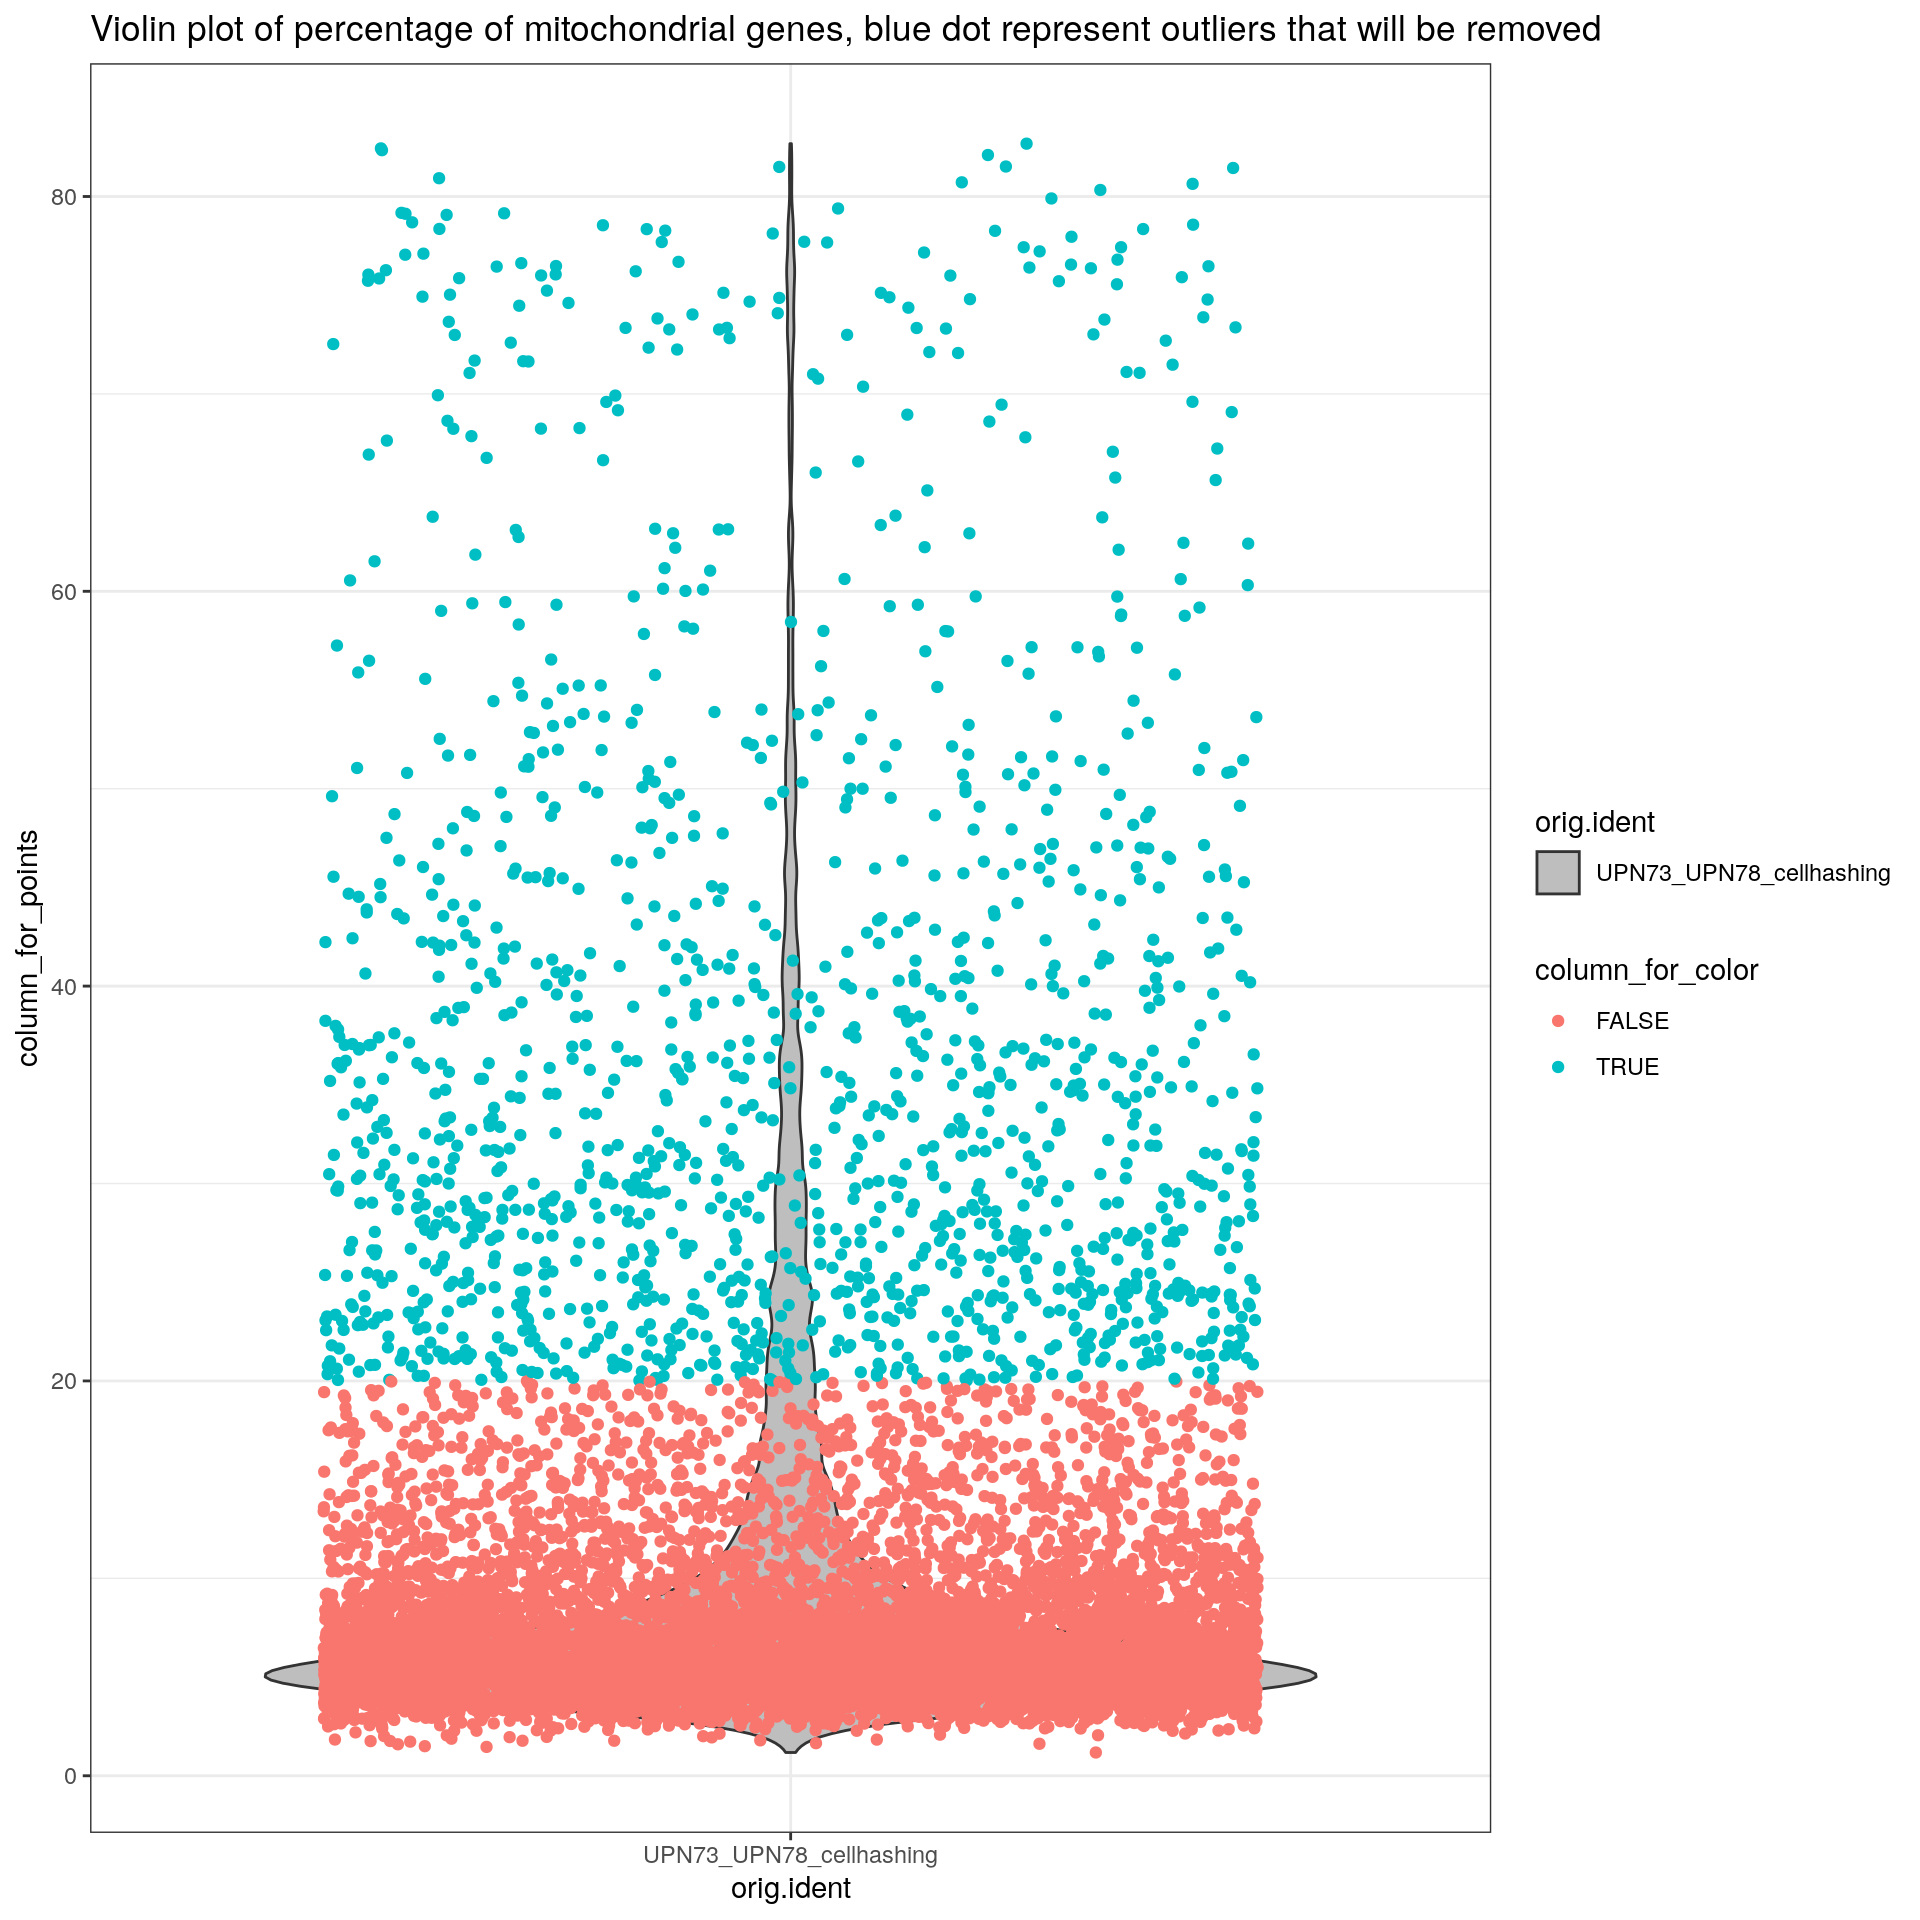 Violin plot of percentage of mitochondrial genes, blue dot represent outliers that will be removed
column_for_points
80
60
40
20
0
UPN73_UPN78_cellhashing
orig.ident
orig.ident
UPN73_UPN78_cellhashing
column_for_color
FALSE
TRUE